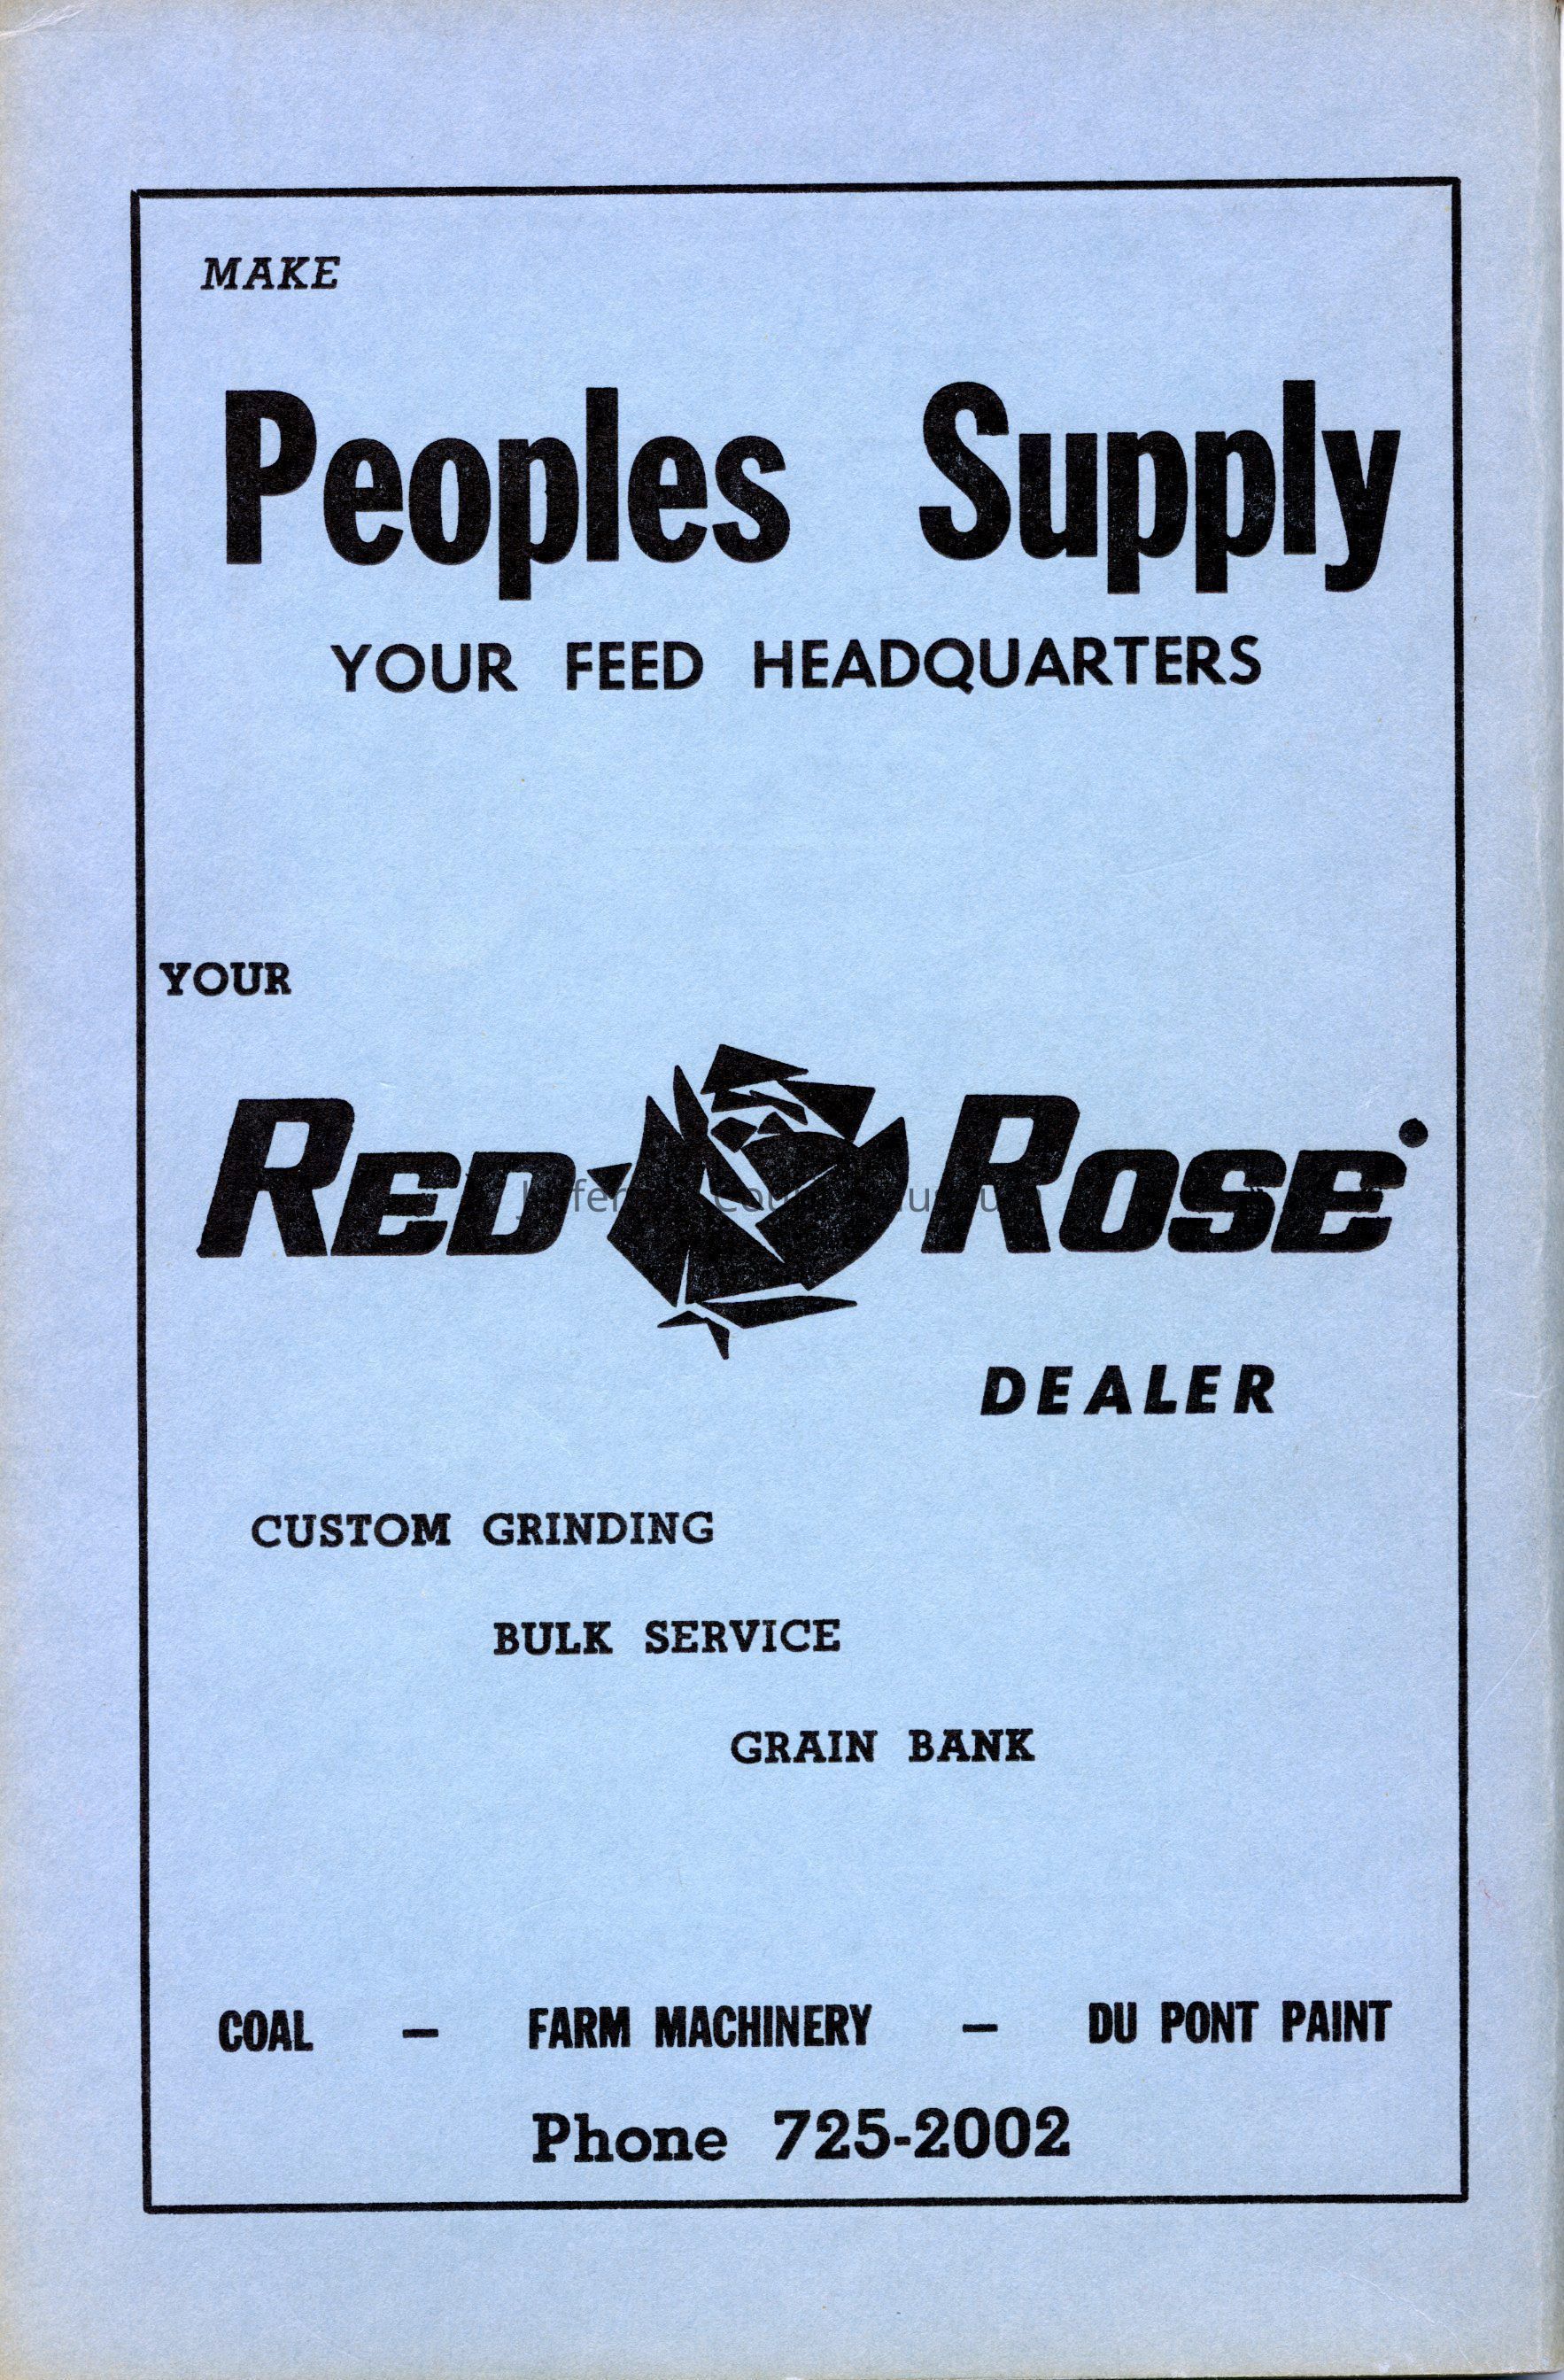 MAKE
Peoples Supply
YOUR FEED HEADQUARTERS
YOUR
RED ROSE
DEALER
CUSTOM GRINDING
BULK SERVICE
GRAIN BANK
COAL — FARM MACHINERY — DU PONT PAINT
Phone 725-2002